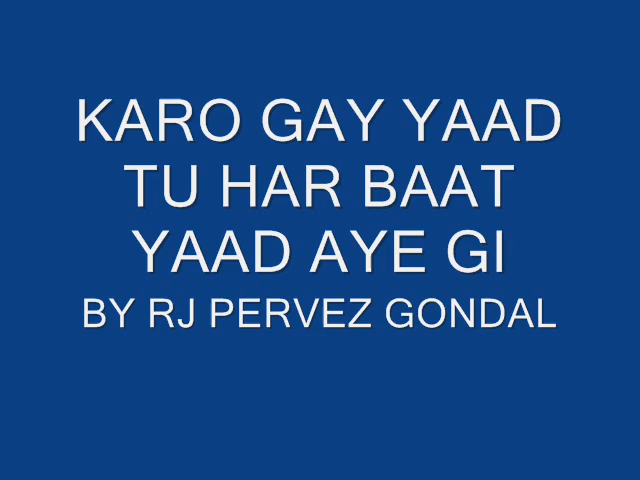 KARO GAY YAAD
TU HAR BAAT
YAAD AYE GI
BY RJ PERVEZ GONDAL